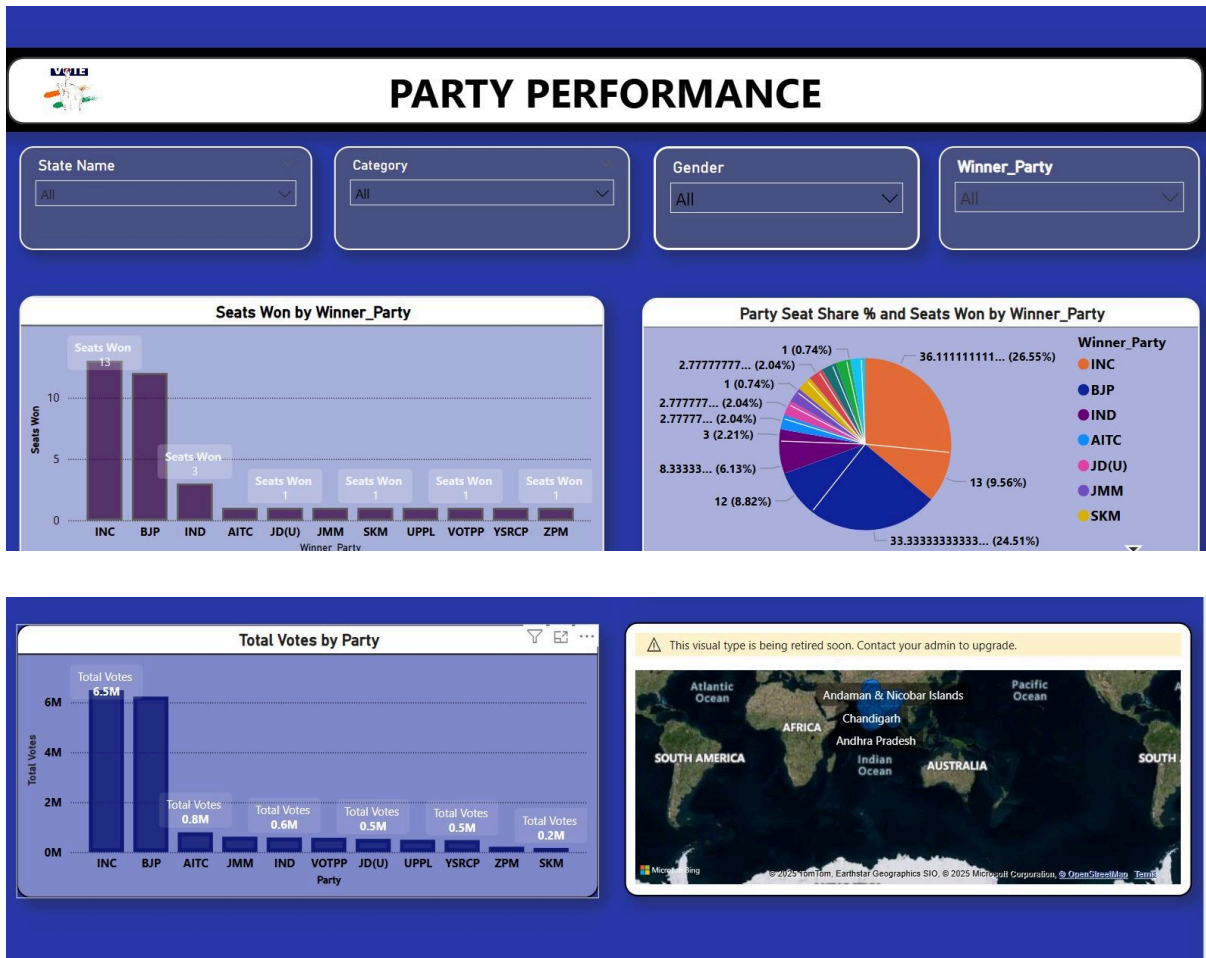 VOTE
PARTY PERFORMANCE
State Name
All
Category
All
Gender
All
Winner_Party
All
Seats Won by Winner_Party
Seats Won
13
Seats Won
3
Seats Won
1
Seats Won
1
Seats Won
1
Seats Won
1
10
5
0
Seats Won
INC BJP IND AITC JD(U) JMM SKM UPPL VOTPP YSRCP ZPM
Winner_Party
Party Seat Share % and Seats Won by Winner_Party
1 (0.74%)
2.77777777... (2.04%)
1 (0.74%)
2.777777... (2.04%)
2.77777... (2.04%)
3 (2.21%)
8.33333... (6.13%)
12 (8.82%)
36.111111111... (26.55%)
13 (9.56%)
33.33333333333... (24.51%)
Winner_Party
INC
BJP
IND
AITC
JD(U)
JMM
SKM
Total Votes by Party
Total Votes
6.5M
Total Votes
0.8M
Total Votes
0.6M
Total Votes
0.5M
Total Votes
0.5M
Total Votes
0.2M
6M
4M
2M
0M
Total Votes
INC BJP AITC JMM IND VOTPP JD(U) UPPL YSRCP ZPM SKM
Party
This visual type is being retired soon. Contact your admin to upgrade.
Atlantic
Ocean
Andaman & Nicobar Islands
Pacific
Ocean
AFRICA
Chandigarh
Andhra Pradesh
SOUTH AMERICA
Indian
Ocean
AUSTRALIA
SOUTH
Microsoft Bing
© 2025 TomTom, Earthstar Geographics SIO, © 2025 Microsoft Corporation, © OpenStreetMap Terms